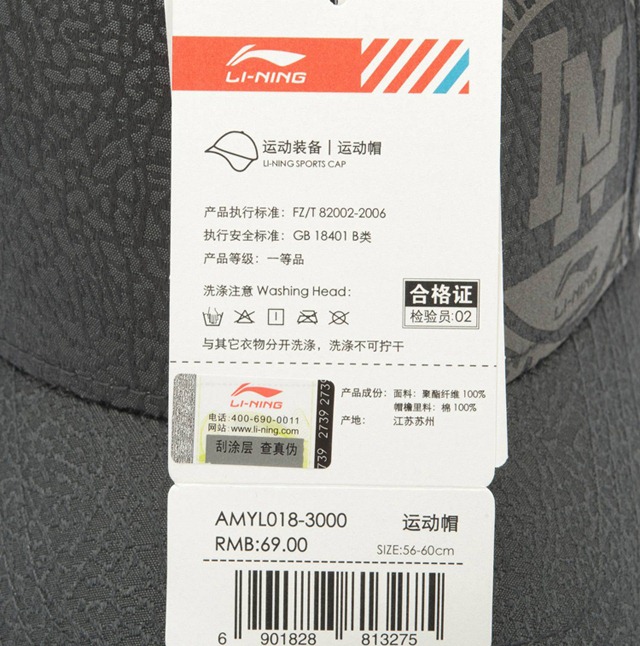 LI-NING
运动装备 | 运动帽
LI-NING SPORTS CAP
产品执行标准: FZ/T 82002-2006
执行安全标准: GB 18401 B类
产品等级: 一等品
洗涤注意 Washing Head:
合格证
检验员:02
与其它衣物分开洗涤，洗涤不可拧干
LI-NING
电话:400-690-0011
网站:www.li-ning.com
刮涂层 查真伪
2739 2739
产品成份: 面料: 聚酯纤维 100%
帽檐里料: 棉 100%
产地: 江苏苏州
AMYL018-3000 运动帽
RMB:69.00 SIZE:56-60cm
6 901828 813275
LN
LI-NING